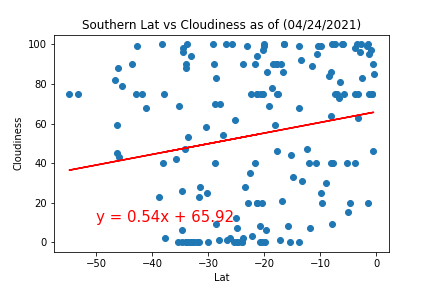 Southern Lat vs Cloudiness as of (04/24/2021)
100
80
60
40
20
0
Cloudiness
y = 0.54x + 65.92
−50 −40 −30 −20 −10 0
Lat